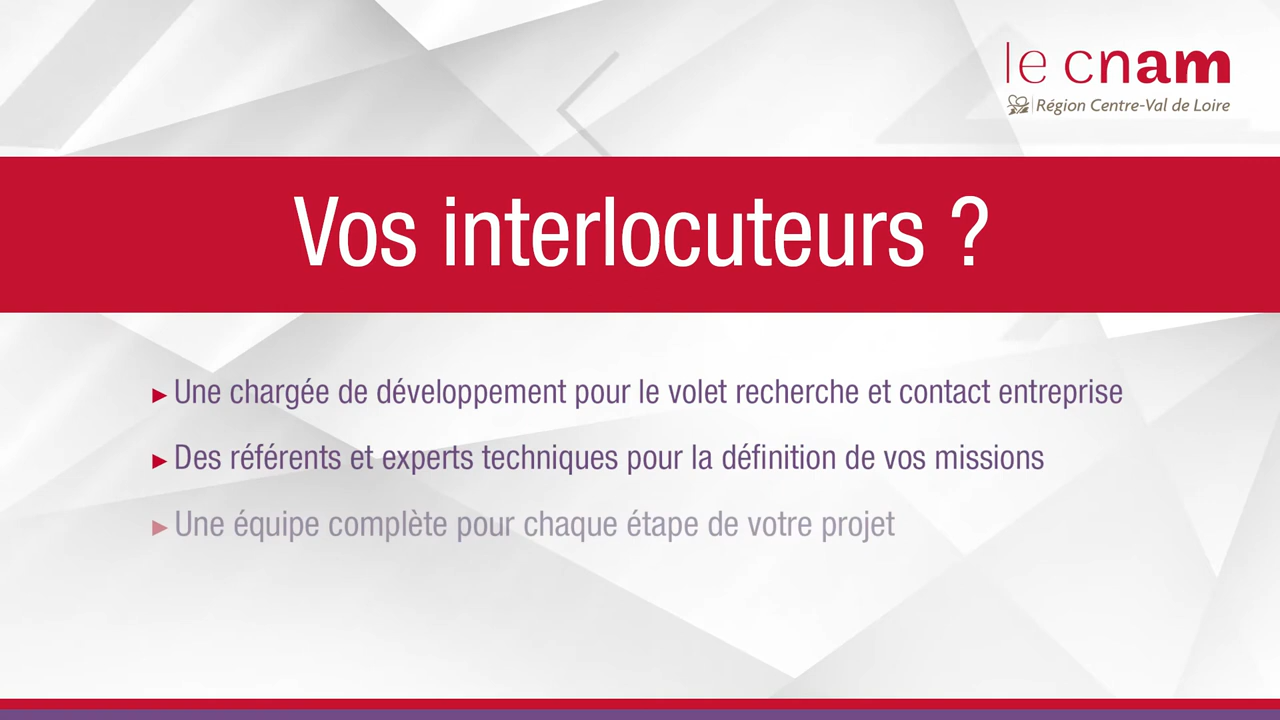 le cnam
Région Centre-Val de Loire
Vos interlocuteurs ?
► Une chargée de développement pour le volet recherche et contact entreprise
► Des référents et experts techniques pour la définition de vos missions
► Une équipe complète pour chaque étape de votre projet